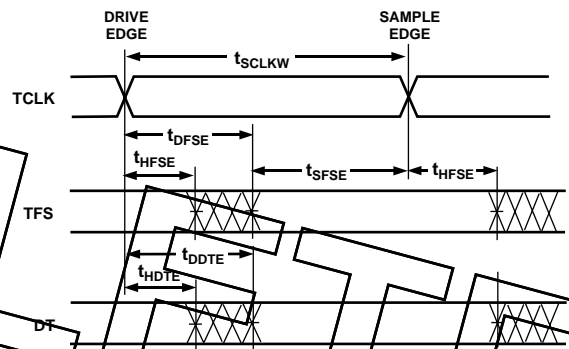 DRIVE
EDGE
SAMPLE
EDGE
tSCLKW
TCLK
tDFSE
tHFSE
tSFSE
tHFSE
TFS
tDDTE
tHDTE
DT